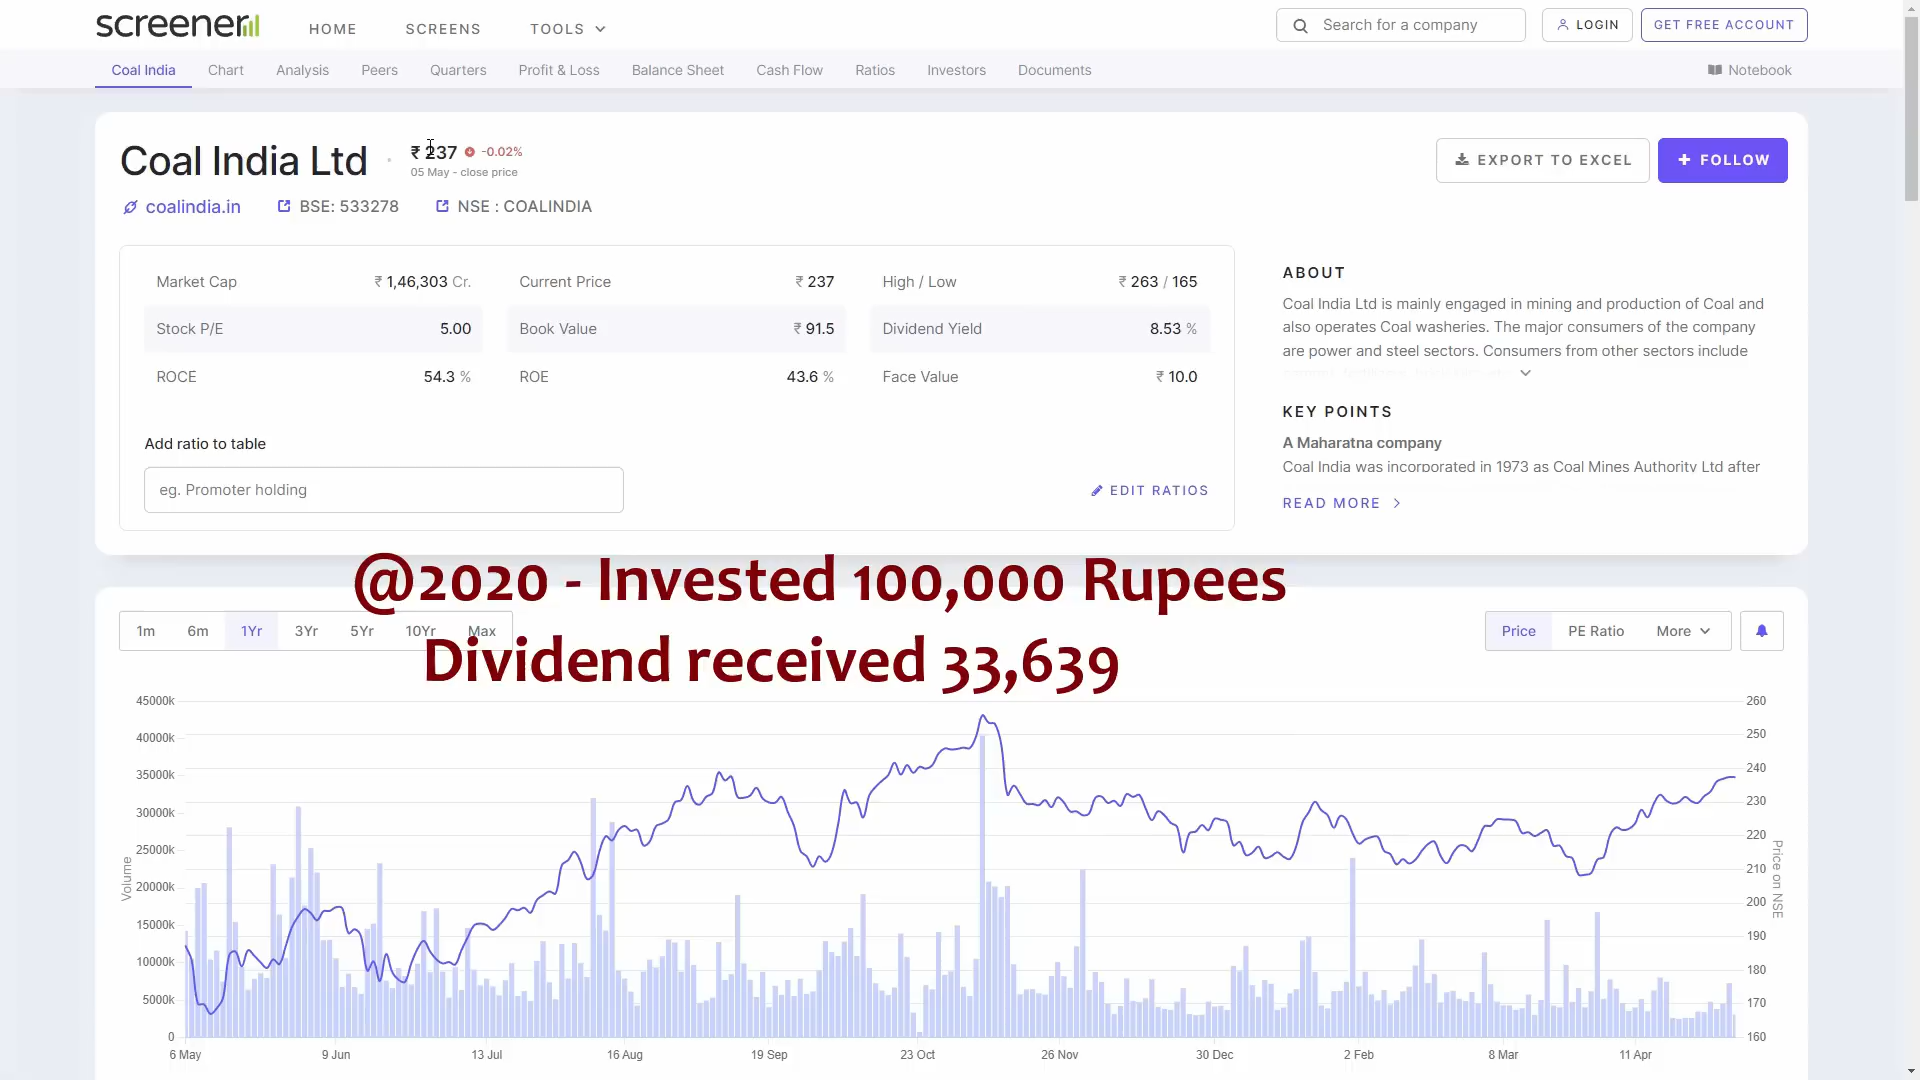 screener
HOME SCREENS TOOLS
Search for a company
LOGIN
GET FREE ACCOUNT
Coal India Chart Analysis Peers Quarters Profit & Loss Balance Sheet Cash Flow Ratios Investors Documents Notebook
Coal India Ltd
₹ 237 -0.02%
05 May - close price
EXPORT TO EXCEL
+ FOLLOW
coalindia.in BSE: 533278 NSE : COALINDIA
Market Cap ₹ 1,46,303 Cr. Current Price ₹ 237 High / Low ₹ 263 / 165
Stock P/E 5.00 Book Value ₹ 91.5 Dividend Yield 8.53 %
ROCE 54.3 % ROE 43.6 % Face Value ₹ 10.0
Add ratio to table
eg. Promoter holding
EDIT RATIOS
ABOUT
Coal India Ltd is mainly engaged in mining and production of Coal and
also operates Coal washeries. The major consumers of the company
are power and steel sectors. Consumers from other sectors include
KEY POINTS
A Maharatna company
Coal India was incorporated in 1973 as Coal Mines Authority Ltd after
READ MORE
@2020 - Invested 100,000 Rupees
1m 6m 1Yr 3Yr 5Yr 10Yr Max
Price PE Ratio More
Dividend received 33,639
45000k 260
40000k 250
35000k 240
30000k 230
25000k 220
20000k 210
15000k 200
10000k 190
5000k 180
0 170
160
Volume
Price on NSE
6 May 9 Jun 13 Jul 16 Aug 19 Sep 23 Oct 26 Nov 30 Dec 2 Feb 8 Mar 11 Apr